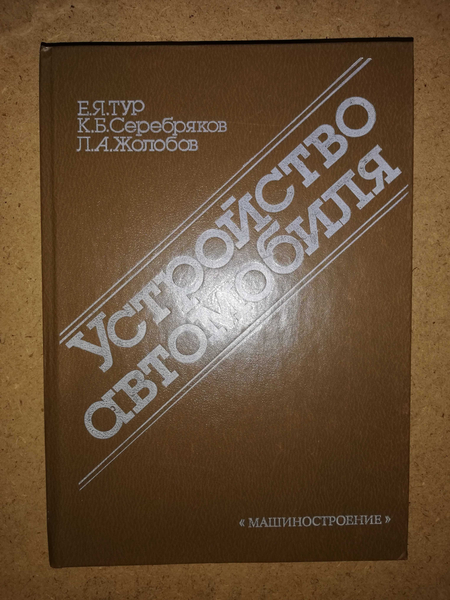 Е.Я.Тур
К.Б.Серебряков
Л.А.Жолобов
Устройство
автомобиля
«МАШИНОСТРОЕНИЕ»